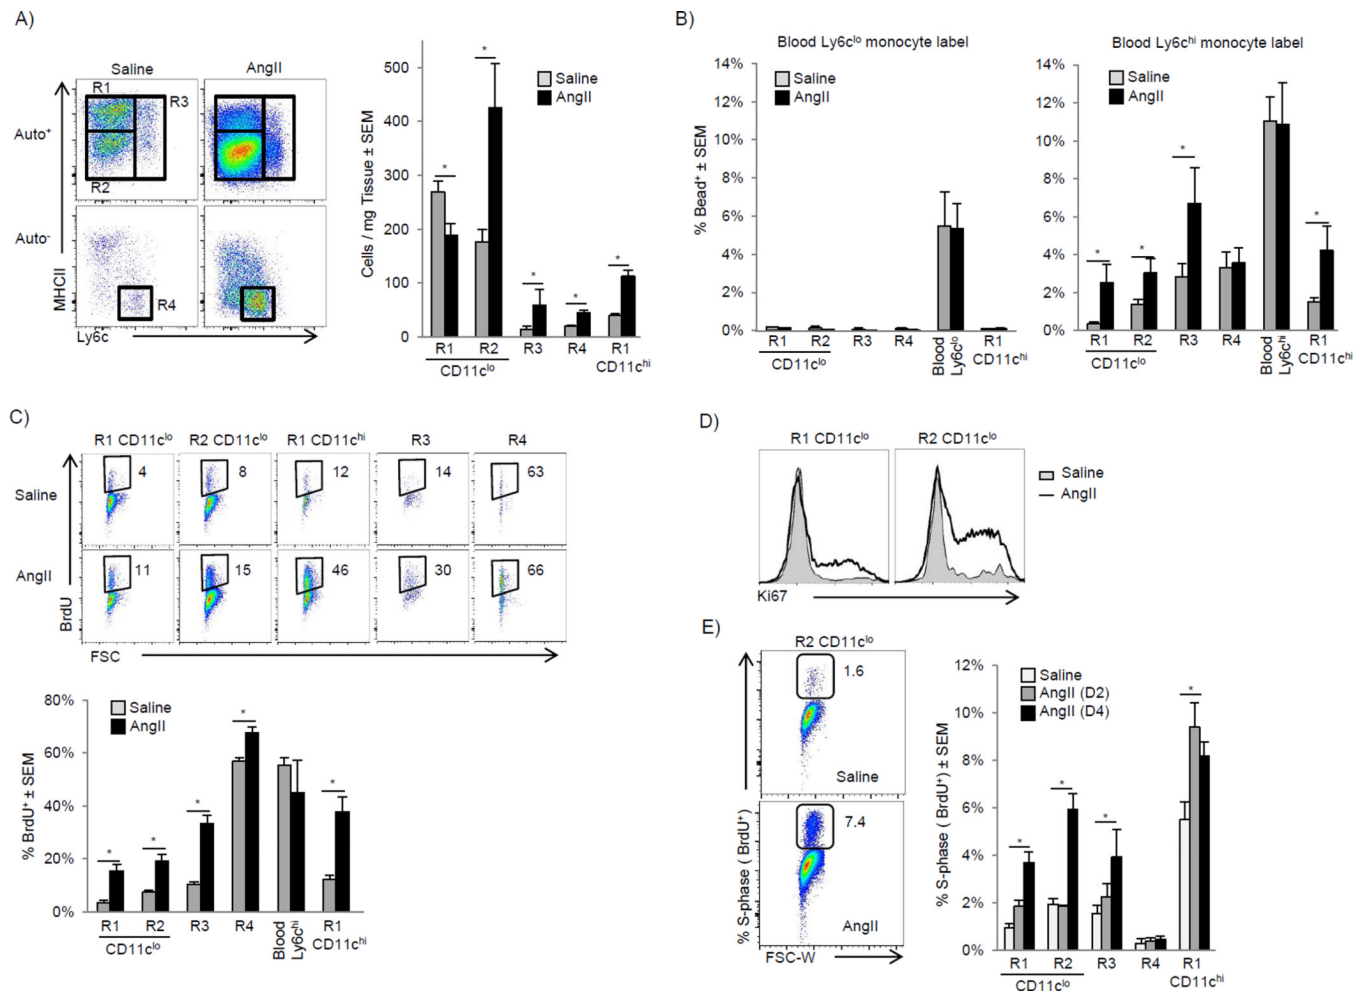 A)
Saline
AngII
R1
R3
Auto⁺
R2
Auto⁻
R4
MHCII
Ly6c
Cells / mg Tissue ± SEM
500
400
300
200
100
0
Saline
AngII
*
*
*
*
*
R1
R2
R3
R4
R1
CD11cˡᵒ
CD11cʰⁱ
B)
Blood Ly6cˡᵒ monocyte label
% Bead⁺ ± SEM
14%
12%
10%
8%
6%
4%
2%
0%
Saline
AngII
R1
R2
R3
R4
Blood
Ly6cˡᵒ
R1
CD11cʰⁱ
CD11cˡᵒ
Blood Ly6cʰⁱ monocyte label
14%
12%
10%
8%
6%
4%
2%
0%
Saline
AngII
*
*
*
*
R1
R2
R3
R4
Blood
Ly6cʰⁱ
R1
CD11cʰⁱ
CD11cˡᵒ
C)
R1 CD11cˡᵒ
R2 CD11cˡᵒ
R1 CD11cʰⁱ
R3
R4
Saline
4
8
12
14
63
AngII
11
15
46
30
66
BrdU
FSC
% BrdU⁺ ± SEM
80%
60%
40%
20%
0%
Saline
AngII
*
*
*
*
*
R1
R2
R3
R4
Blood
Ly6cʰⁱ
R1
CD11cʰⁱ
CD11cˡᵒ
D)
R1 CD11cˡᵒ
R2 CD11cˡᵒ
Saline
AngII
Ki67
E)
R2 CD11cˡᵒ
1.6
Saline
7.4
AngII
% S-phase ( BrdU⁺)
FSC-W
% S-phase ( BrdU⁺) ± SEM
12%
10%
8%
6%
4%
2%
0%
Saline
AngII (D2)
AngII (D4)
*
*
*
*
R1
R2
R3
R4
R1
CD11cʰⁱ
CD11cˡᵒ